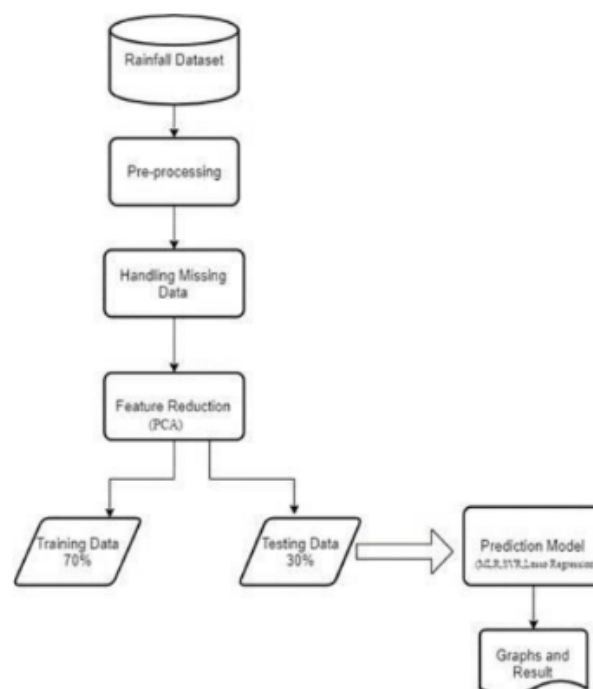 Rainfall Dataset
Pre-processing
Handling Missing
Data
Feature Reduction
(PCA)
Training Data
70%
Testing Data
30%
Prediction Model
(MLR,SVR,Lasso Regression
Graphs and
Result